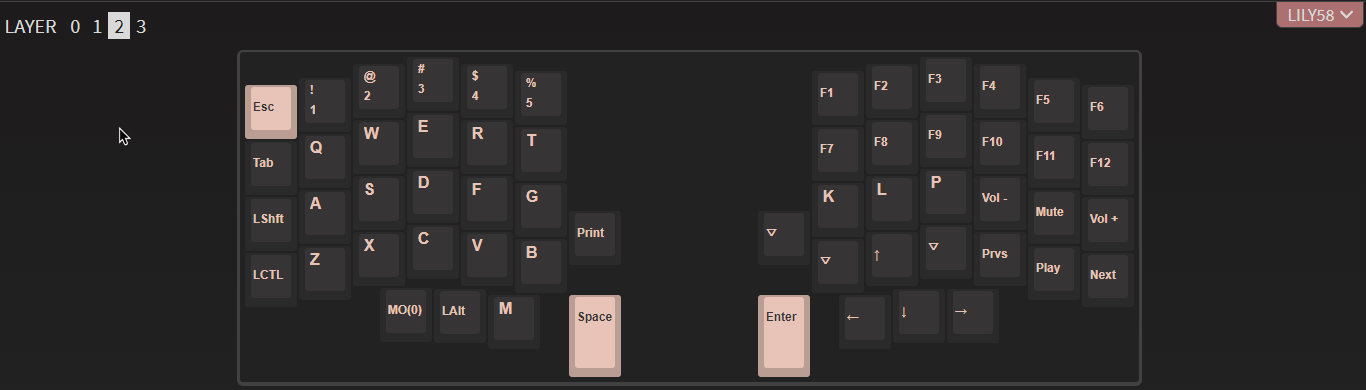 LAYER 0 1 2 3
LILY58
Esc ! 1 @ 2 # 3 $ 4 % 5
F1 F2 F3 F4 F5 F6
Tab Q W E R T
F7 F8 F9 F10 F11 F12
LShft A S D F G
K L P Vol - Mute Vol +
LCTL Z X C V B Print
▽ ▽ ↑ ▽ Prvs Play Next
MO(0) LAlt M Space
Enter ← ↓ →